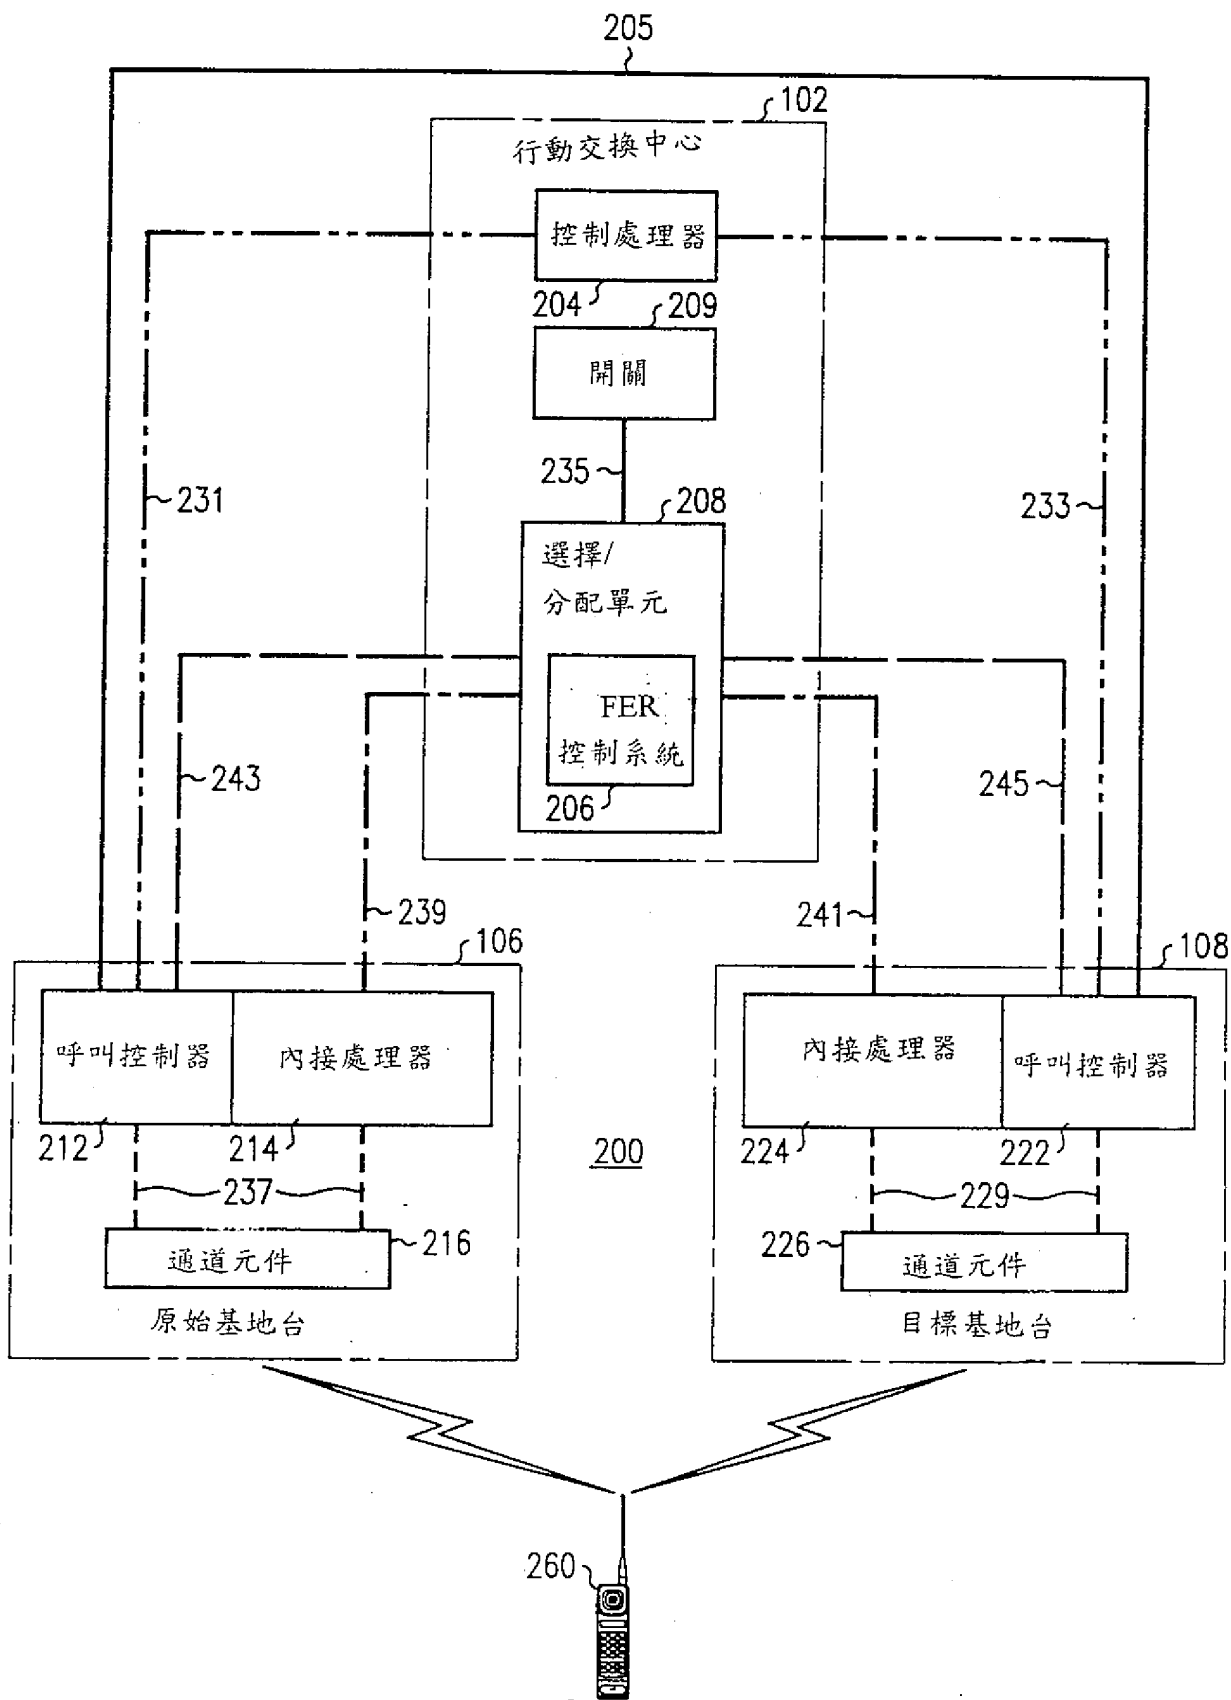 205
102
行動交換中心
控制處理器
204
209
開關
235
231
233
208
選擇/
分配單元
FER
控制系統
206
243
245
239
241
106
108
呼叫控制器
內接處理器
內接處理器
呼叫控制器
212
214
224
222
200
237
229
216
226
通道元件
通道元件
原始基地台
目標基地台
260